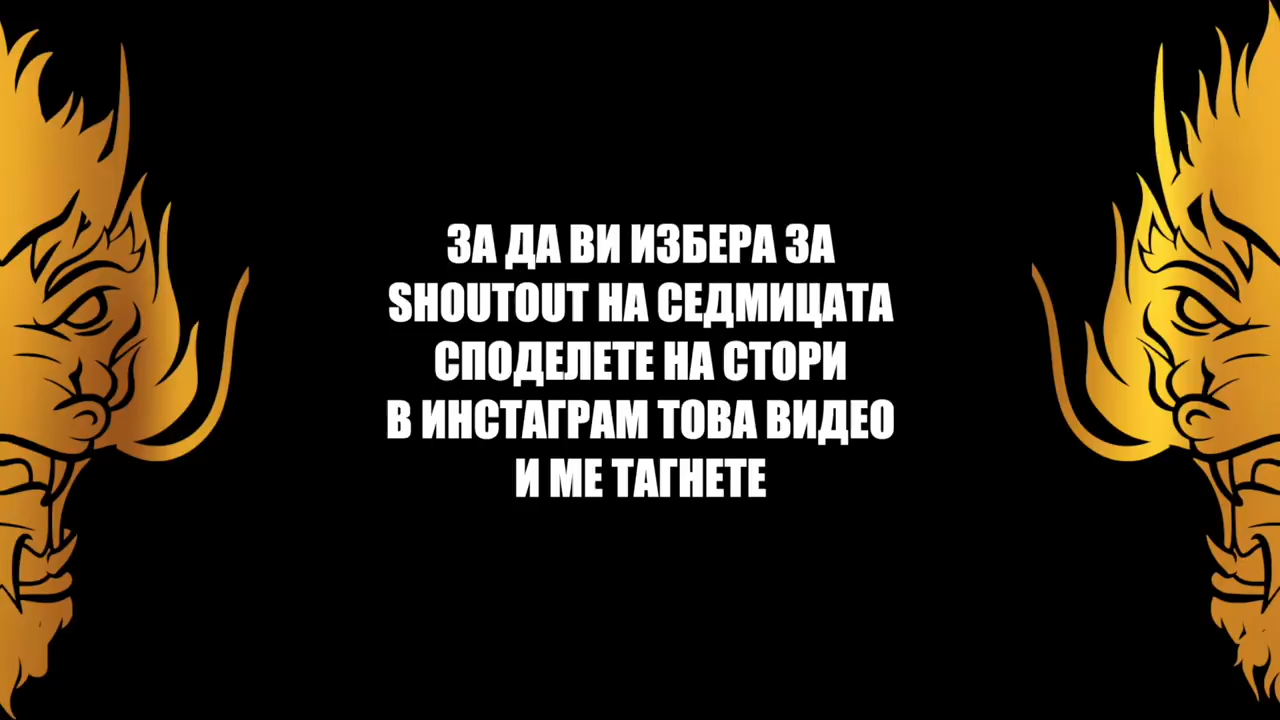 ЗА ДА ВИ ИЗБЕРА ЗА
SHOUTOUT НА СЕДМИЦАТА
СПОДЕЛЕТЕ НА СТОРИ
В ИНСТАГРАМ ТОВА ВИДЕО
И МЕ ТАГНЕТЕ